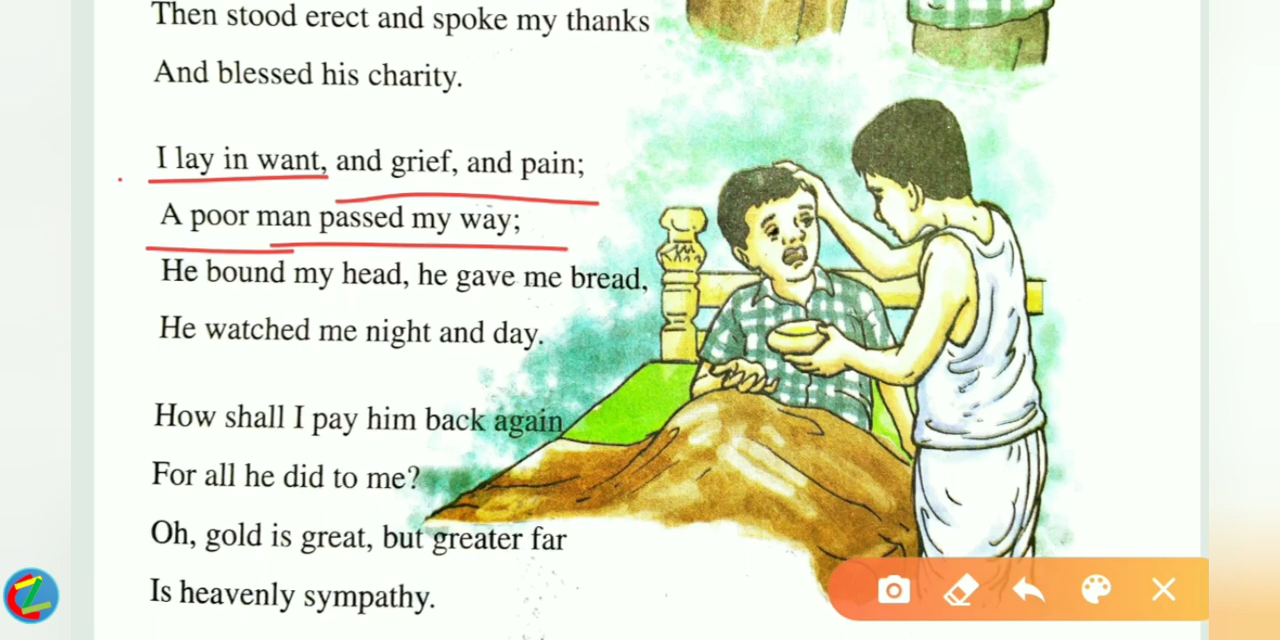 Then stood erect and spoke my thanks
And blessed his charity.
I lay in want, and grief, and pain;
A poor man passed my way;
He bound my head, he gave me bread,
He watched me night and day.
How shall I pay him back again
For all he did to me?
Oh, gold is great, but greater far
Is heavenly sympathy.